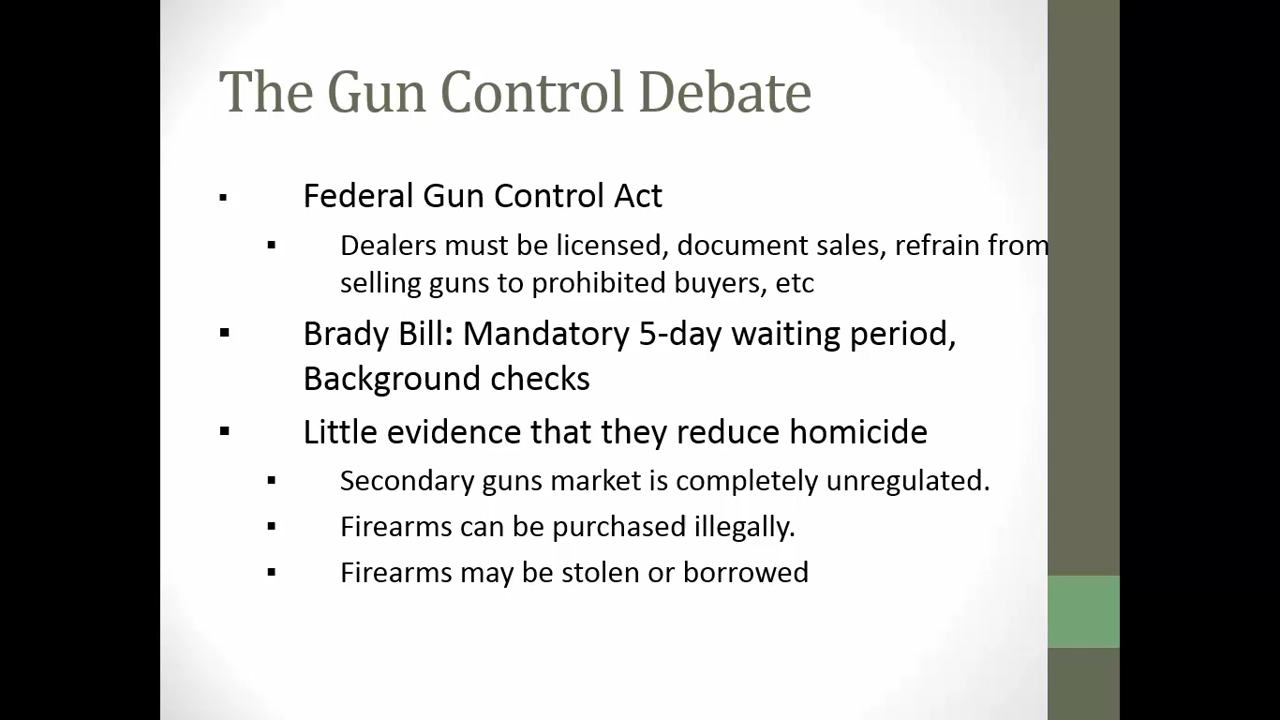 The Gun Control Debate
▪ Federal Gun Control Act
▪ Dealers must be licensed, document sales, refrain from
selling guns to prohibited buyers, etc
▪ Brady Bill: Mandatory 5-day waiting period,
Background checks
▪ Little evidence that they reduce homicide
▪ Secondary guns market is completely unregulated.
▪ Firearms can be purchased illegally.
▪ Firearms may be stolen or borrowed